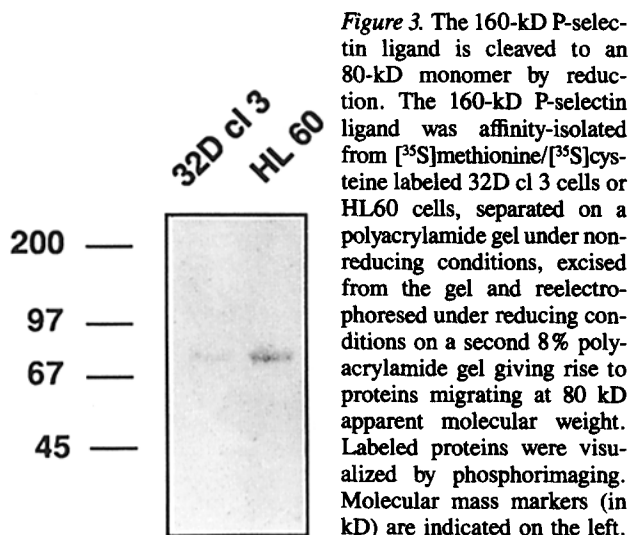 32D cl 3
HL 60
200
97
67
45
Figure 3. The 160-kD P-selec-
tin ligand is cleaved to an
80-kD monomer by reduc-
tion. The 160-kD P-selectin
ligand was affinity-isolated
from [³⁵S]methionine/[³⁵S]cys-
teine labeled 32D cl 3 cells or
HL60 cells, separated on a
polyacrylamide gel under non-
reducing conditions, excised
from the gel and reelectro-
phoresed under reducing con-
ditions on a second 8% poly-
acrylamide gel giving rise to
proteins migrating at 80 kD
apparent molecular weight.
Labeled proteins were visu-
alized by phosphorimaging.
Molecular mass markers (in
kD) are indicated on the left.